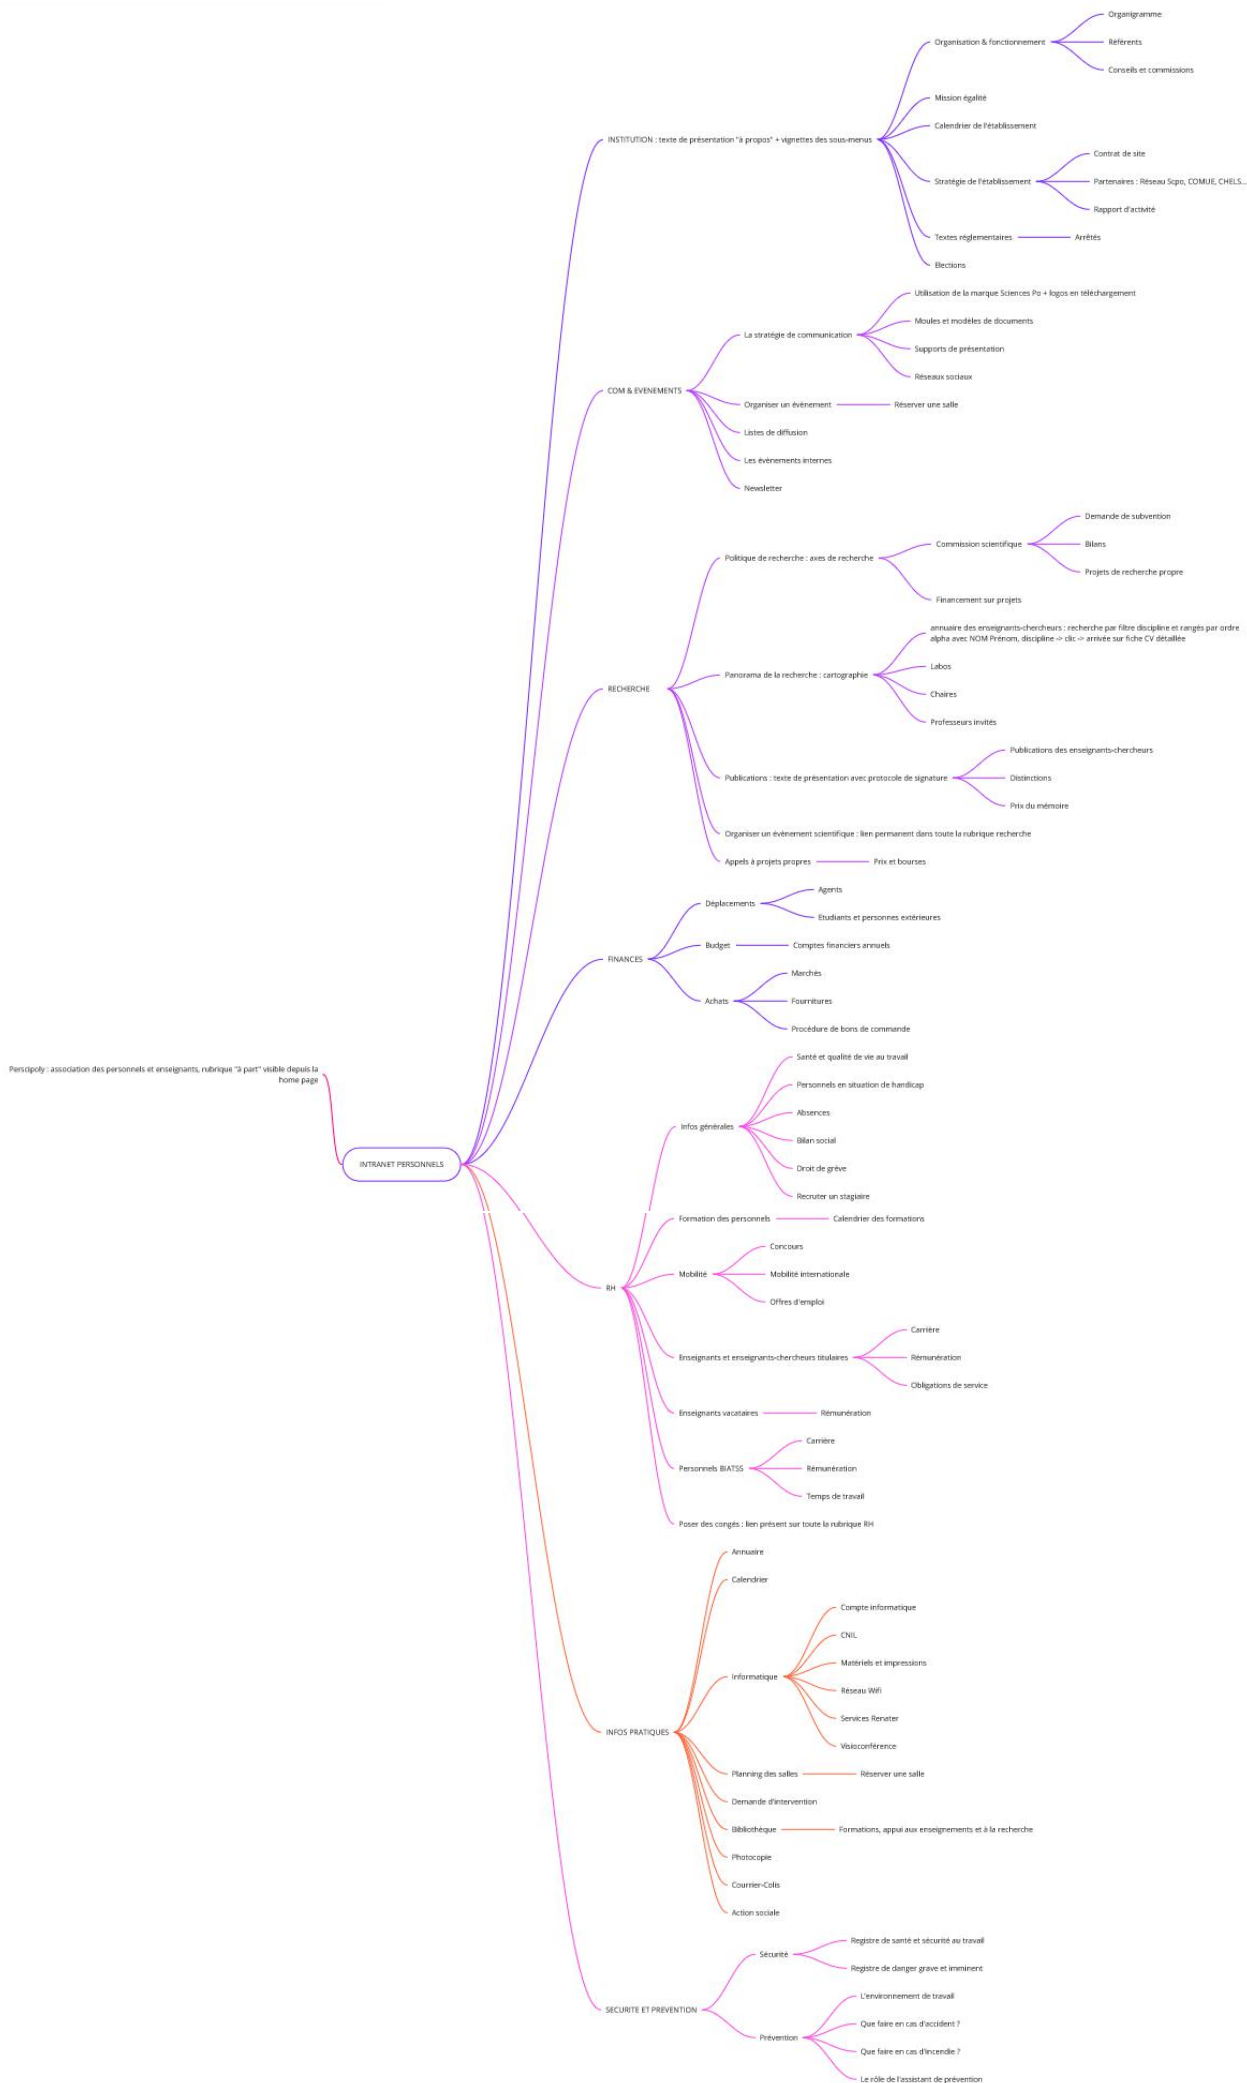 Organigramme
Organisation & fonctionnement
Référents
Conseils et commissions
Mission égalité
Calendrier de l'établissement
INSTITUTION : texte de présentation "à propos" + vignettes des sous-menus
Contrat de site
Stratégie de l'établissement
Partenaires : Réseau Scpo, COMUE, CHELS...
Rapport d'activité
Textes réglementaires
Arrêtés
Elections
Utilisation de la marque Sciences Po + logos en téléchargement
Moules et modèles de documents
La stratégie de communication
Supports de présentation
Réseaux sociaux
COM & EVENEMENTS
Organiser un évènement
Réserver une salle
Listes de diffusion
Les évènements internes
Newsletter
Demande de subvention
Commission scientifique
Bilans
Politique de recherche : axes de recherche
Projets de recherche propre
Financement sur projets
annuaire des enseignants-chercheurs : recherche par filtre discipline et rangés par ordre
alpha avec NOM Prénom, discipline -> clic -> arrivée sur fiche CV détaillée
Labos
Panorama de la recherche : cartographie
RECHERCHE
Chaires
Professeurs invités
Publications des enseignants-chercheurs
Publications : texte de présentation avec protocole de signature
Distinctions
Prix du mémoire
Organiser un évènement scientifique : lien permanent dans toute la rubrique recherche
Appels à projets propres
Prix et bourses
Agents
Déplacements
Etudiants et personnes extérieures
Budget
Comptes financiers annuels
FINANCES
Marchés
Achats
Fournitures
Procédure de bons de commande
Perscipoly : association des personnels et enseignants, rubrique "à part" visible depuis la
home page
INTRANET PERSONNELS
Santé et qualité de vie au travail
Personnels en situation de handicap
Absences
Infos générales
Bilan social
Droit de grève
Recruter un stagiaire
Formation des personnels
Calendrier des formations
Concours
Mobilité
Mobilité internationale
RH
Offres d'emploi
Carrière
Enseignants et enseignants-chercheurs titulaires
Rémunération
Obligations de service
Enseignants vacataires
Rémunération
Carrière
Personnels BIATSS
Rémunération
Temps de travail
Poser des congés : lien présent sur toute la rubrique RH
Annuaire
Calendrier
Compte informatique
CNIL
Matériels et impressions
Informatique
Réseau Wifi
Services Renater
INFOS PRATIQUES
Visioconférence
Planning des salles
Réserver une salle
Demande d'intervention
Bibliothèque
Formations, appui aux enseignements et à la recherche
Photocopie
Courrier-Colis
Action sociale
Registre de santé et sécurité au travail
Sécurité
Registre de danger grave et imminent
SECURITE ET PREVENTION
L'environnement de travail
Que faire en cas d'accident ?
Prévention
Que faire en cas d'incendie ?
Le rôle de l'assistant de prévention